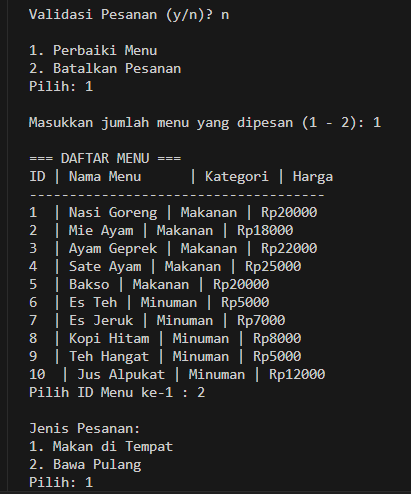 Validasi Pesanan (y/n)? n
1. Perbaiki Menu
2. Batalkan Pesanan
Pilih: 1
Masukkan jumlah menu yang dipesan (1 - 2): 1
=== DAFTAR MENU ===
ID | Nama Menu      | Kategori | Harga
-------------------------------------
1  | Nasi Goreng | Makanan | Rp20000
2  | Mie Ayam | Makanan | Rp18000
3  | Ayam Geprek | Makanan | Rp22000
4  | Sate Ayam | Makanan | Rp25000
5  | Bakso | Makanan | Rp20000
6  | Es Teh | Minuman | Rp5000
7  | Es Jeruk | Minuman | Rp7000
8  | Kopi Hitam | Minuman | Rp8000
9  | Teh Hangat | Minuman | Rp5000
10  | Jus Alpukat | Minuman | Rp12000
Pilih ID Menu ke-1 : 2
Jenis Pesanan:
1. Makan di Tempat
2. Bawa Pulang
Pilih: 1